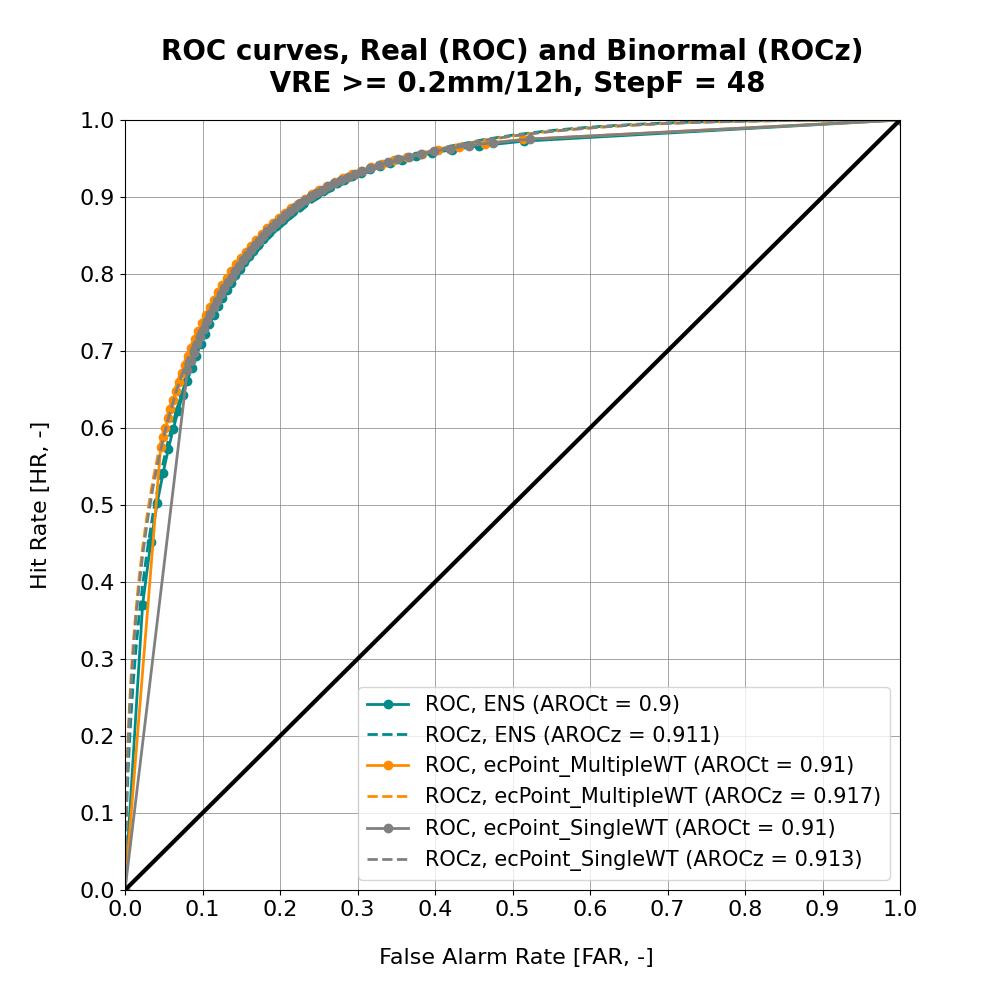 ROC curves, Real (ROC) and Binormal (ROCz)
VRE >= 0.2mm/12h, StepF = 48
1.0
0.9
0.8
0.7
0.6
0.5
0.4
0.3
0.2
0.1
0.0
Hit Rate [HR, -]
ROC, ENS (AROCt = 0.9)
ROCz, ENS (AROCz = 0.911)
ROC, ecPoint_MultipleWT (AROCt = 0.91)
ROCz, ecPoint_MultipleWT (AROCz = 0.917)
ROC, ecPoint_SingleWT (AROCt = 0.91)
ROCz, ecPoint_SingleWT (AROCz = 0.913)
0.0 0.1 0.2 0.3 0.4 0.5 0.6 0.7 0.8 0.9 1.0
False Alarm Rate [FAR, -]